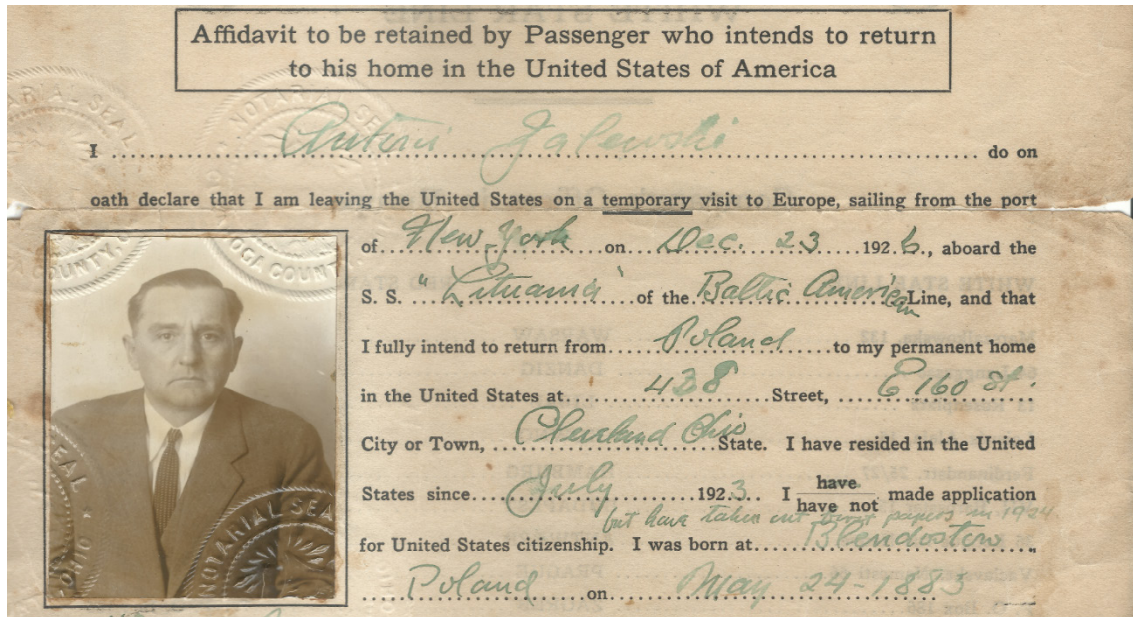 Affidavit to be retained by Passenger who intends to return
to his home in the United States of America
I Antoni Zalewski do on
oath declare that I am leaving the United States on a temporary visit to Europe, sailing from the port
of New York on Dec. 23 1926., aboard the
S. S. "Lituania" of the Baltic American Line, and that
I fully intend to return from Poland to my permanent home
in the United States at 438 Street, E 160 St.
City or Town, Cleveland Ohio State. I have resided in the United
States since July 1923. I have
have not made application
but have taken out first papers in 1924
for United States citizenship. I was born at
Poland on May 24-1883
NOTARIAL SEAL
NOTARIAL SEAL
OHIO